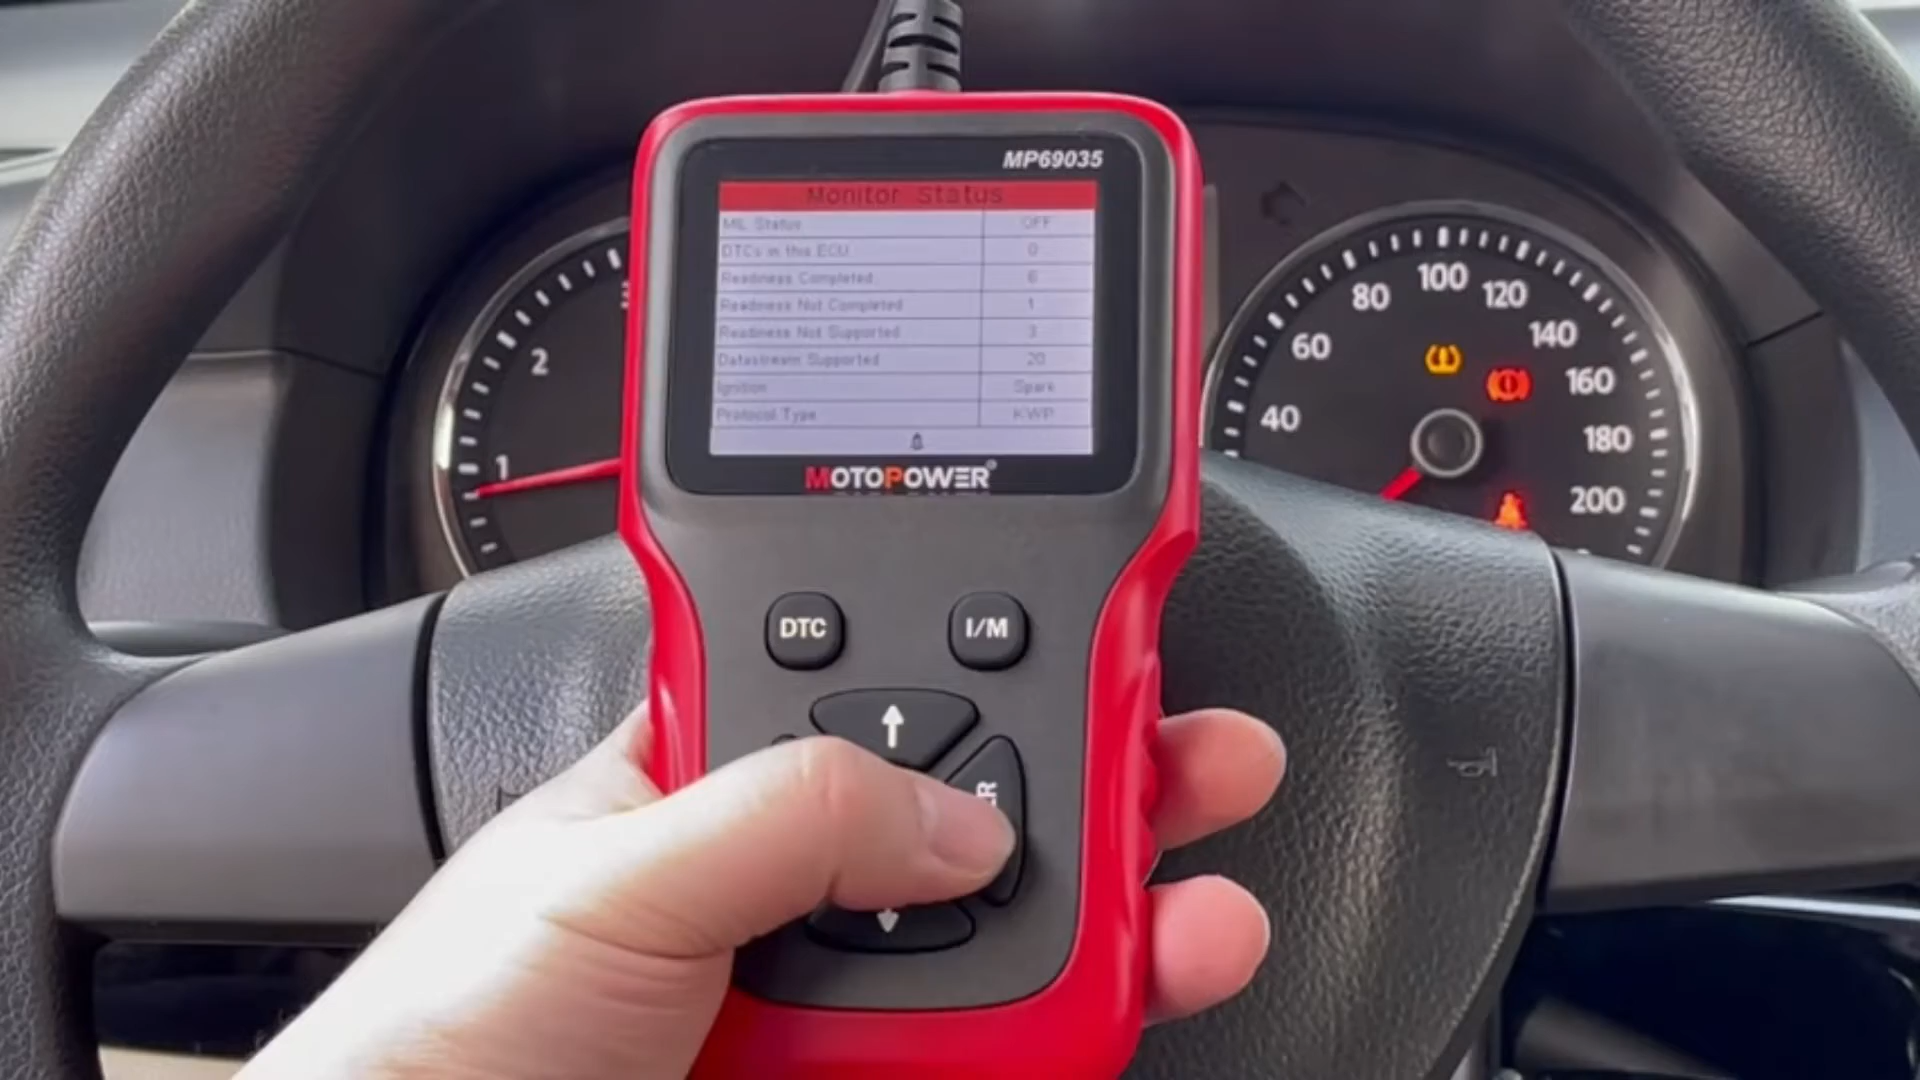 MP69035
Monitor Status
MIL Status OFF
DTCs in this ECU 0
Readiness Completed 6
Readiness Not Completed 1
Readiness Not Supported 3
Datastream Supported 20
Ignition Spark
Protocol Type KWP
MOTOPOWER®
1
2
3
40
60
80
100
120
140
160
180
200
DTC
I/M
ER